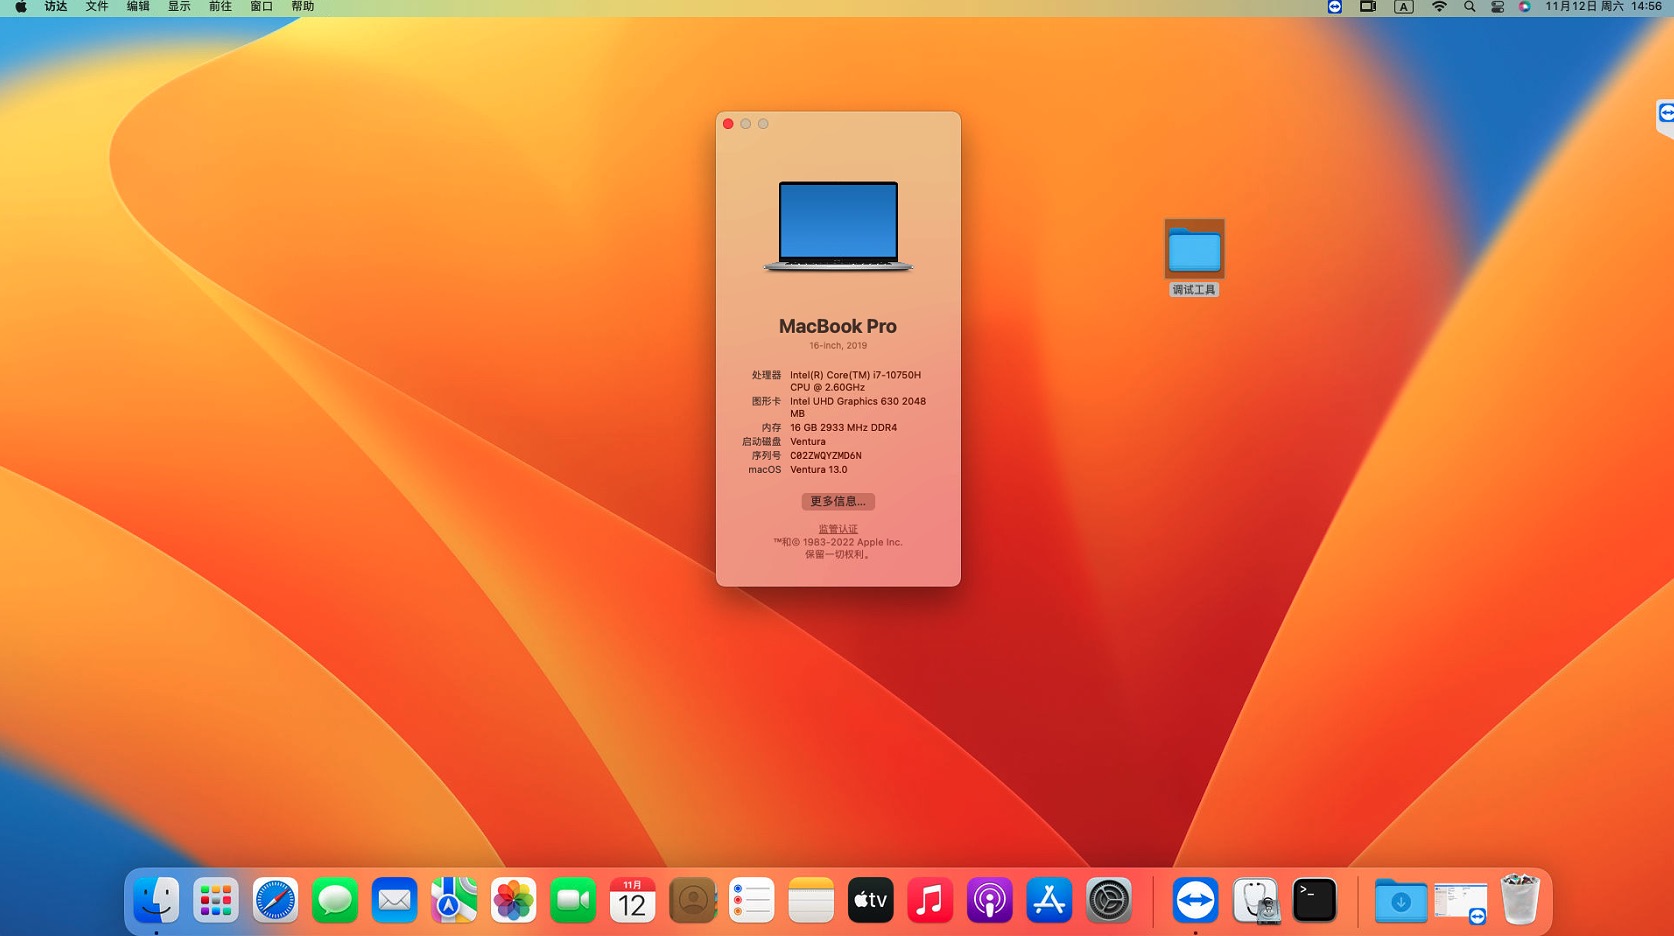 访达 文件 编辑 显示 前往 窗口 帮助
A 11月12日 周六 14:56
调试工具
MacBook Pro
16-inch, 2019
处理器 Intel(R) Core(TM) i7-10750H
CPU @ 2.60GHz
图形卡 Intel UHD Graphics 630 2048
MB
内存 16 GB 2933 MHz DDR4
启动磁盘 Ventura
序列号 C02ZWQYZMD6N
macOS Ventura 13.0
更多信息...
监管认证
™和© 1983-2022 Apple Inc.
保留一切权利。
11月
12
tv
>_